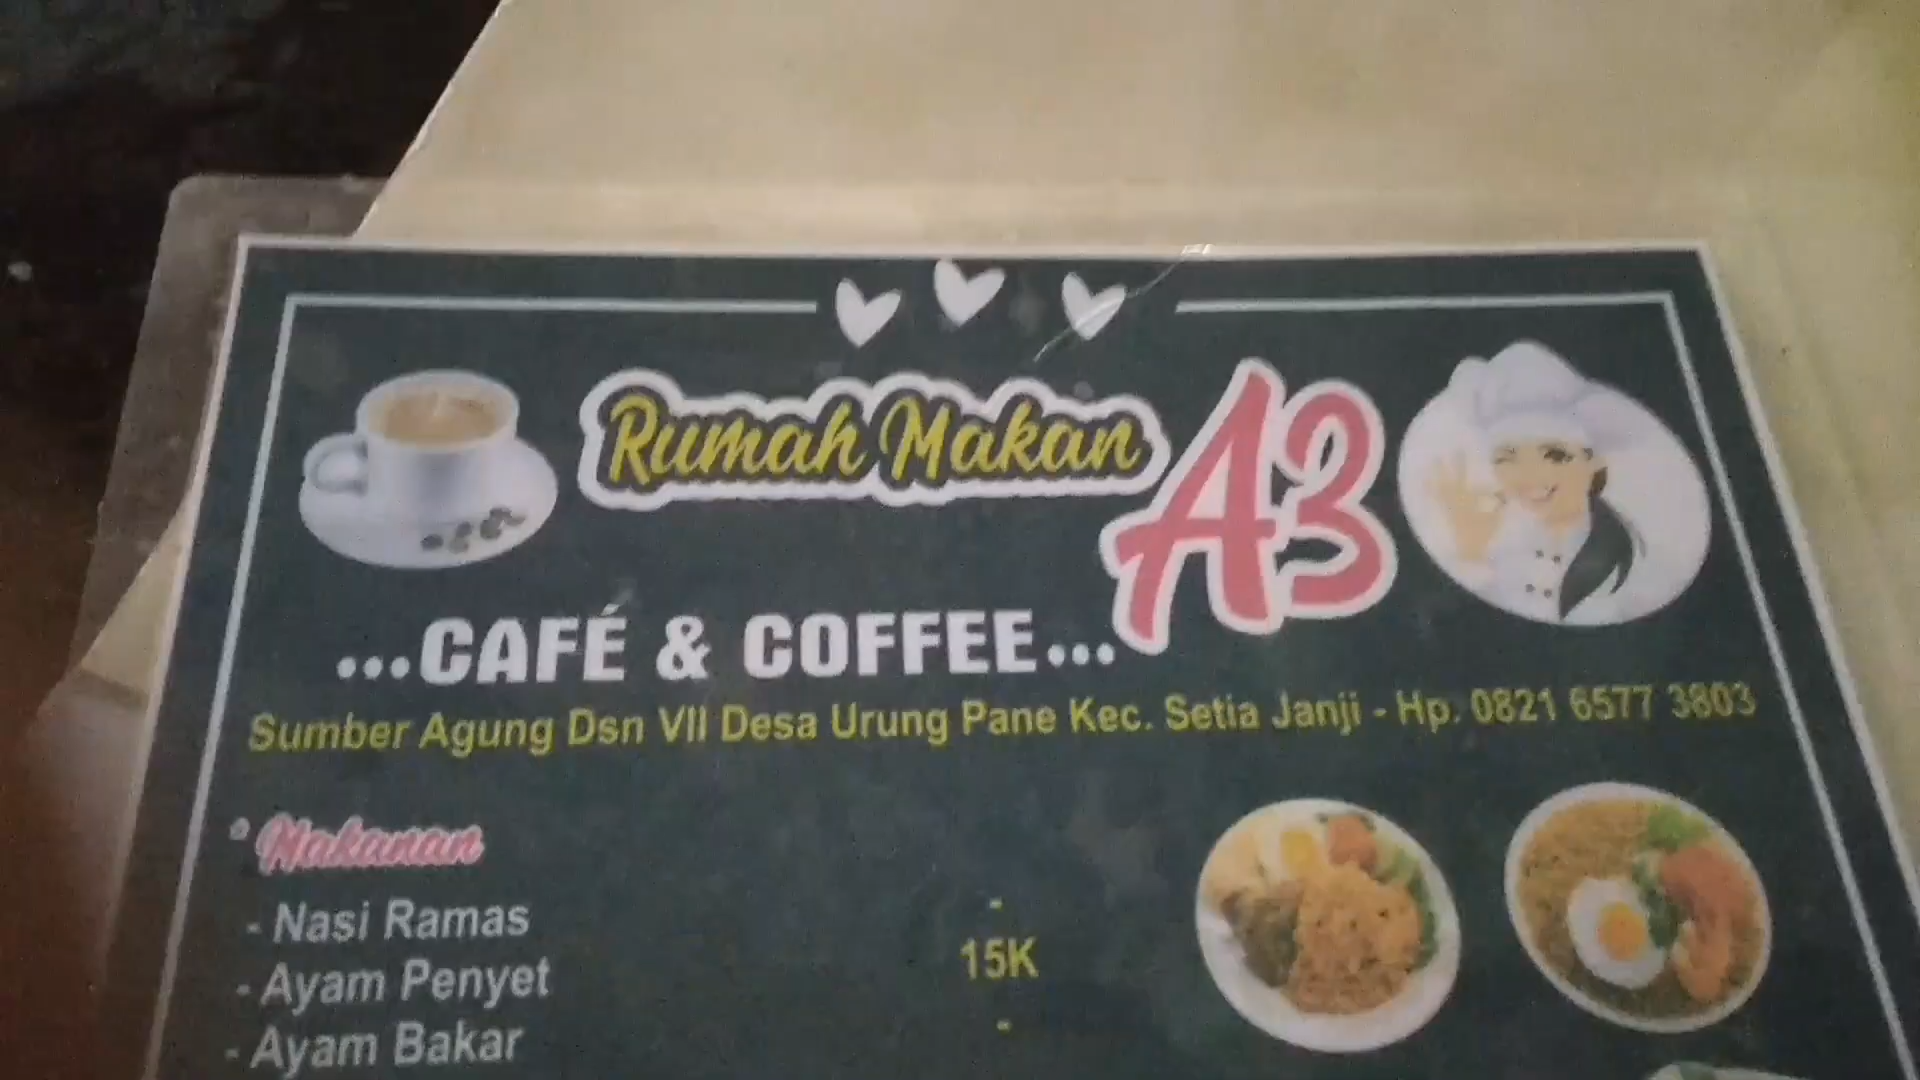 Rumah Makan A3
...CAFÉ & COFFEE...
Sumber Agung Dsn VII Desa Urung Pane Kec. Setia Janji - Hp. 0821 6577 3803
* Makanan
- Nasi Ramas -
- Ayam Penyet 15K
- Ayam Bakar -